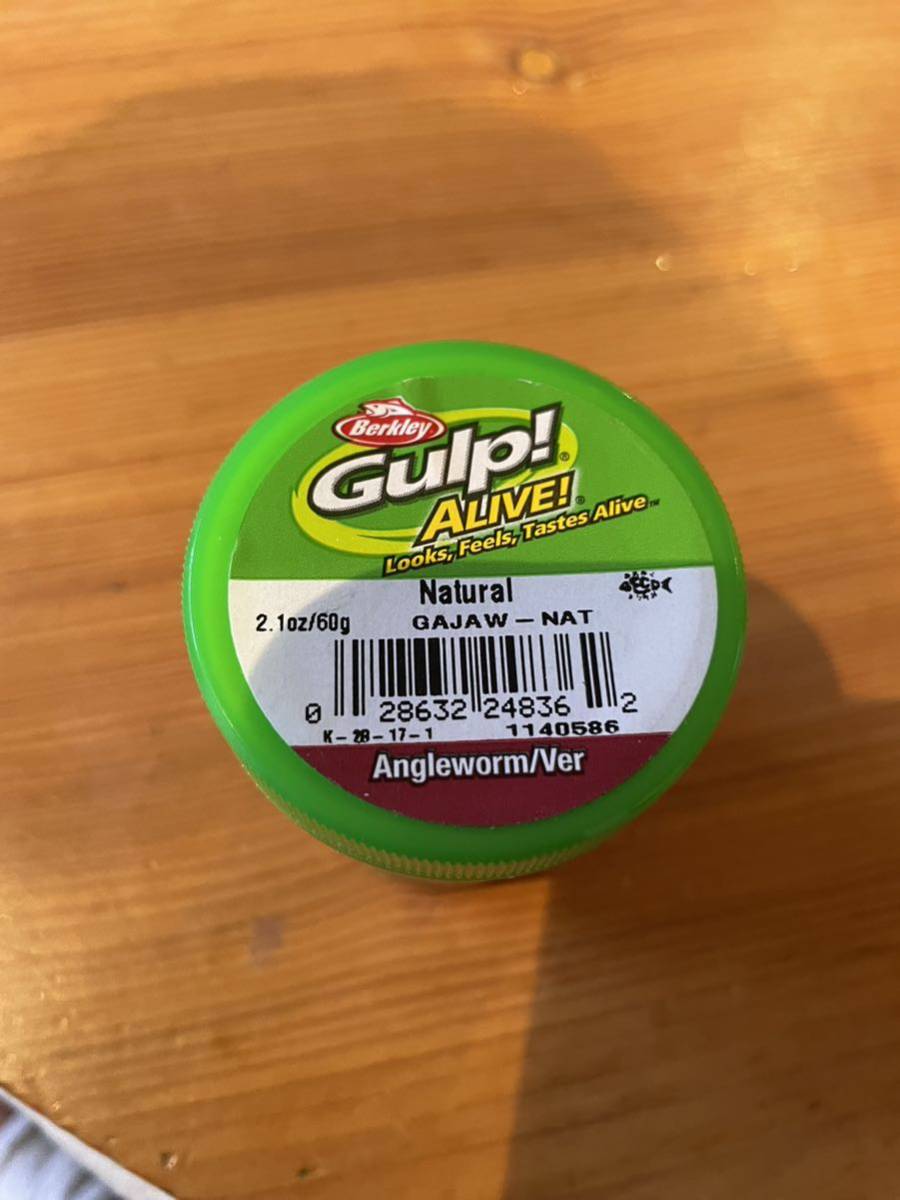 Berkley
Gulp!®
ALIVE!®
Looks, Feels, Tastes Alive™
Natural
2.1oz/60g GAJAW – NAT
0 28632 24836 2
K-28-17-1 1140586
Angleworm/Ver